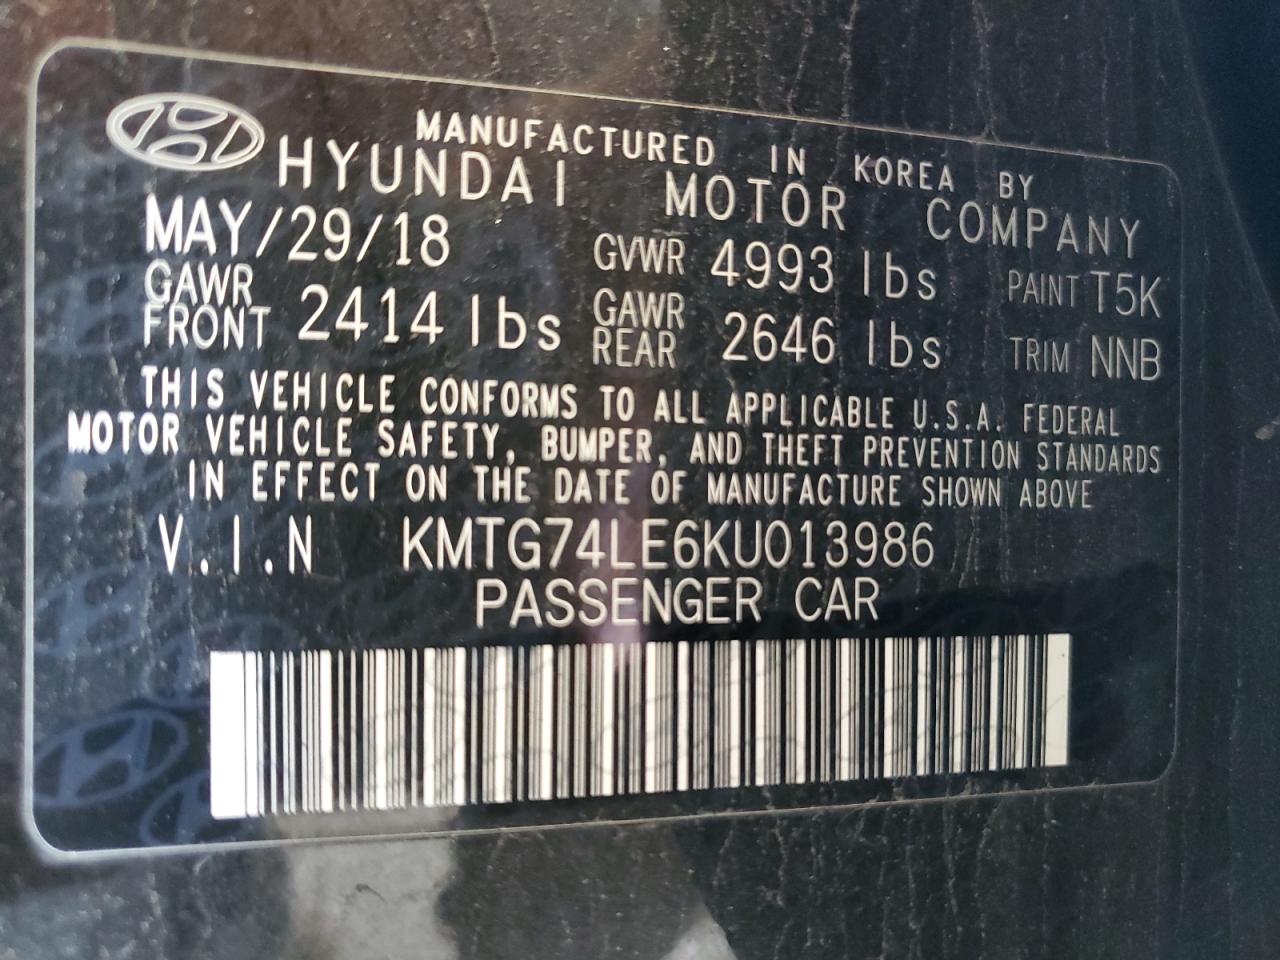 MANUFACTURED IN KOREA BY
HYUNDAI MOTOR COMPANY
MAY/29/18 GVWR 4993 lbs PAINT T5K
GAWR FRONT 2414 lbs GAWR REAR 2646 lbs TRIM NNB
THIS VEHICLE CONFORMS TO ALL APPLICABLE U.S.A. FEDERAL
MOTOR VEHICLE SAFETY, BUMPER, AND THEFT PREVENTION STANDARDS
IN EFFECT ON THE DATE OF MANUFACTURE SHOWN ABOVE
V.I.N KMTG74LE6KU013986
PASSENGER CAR